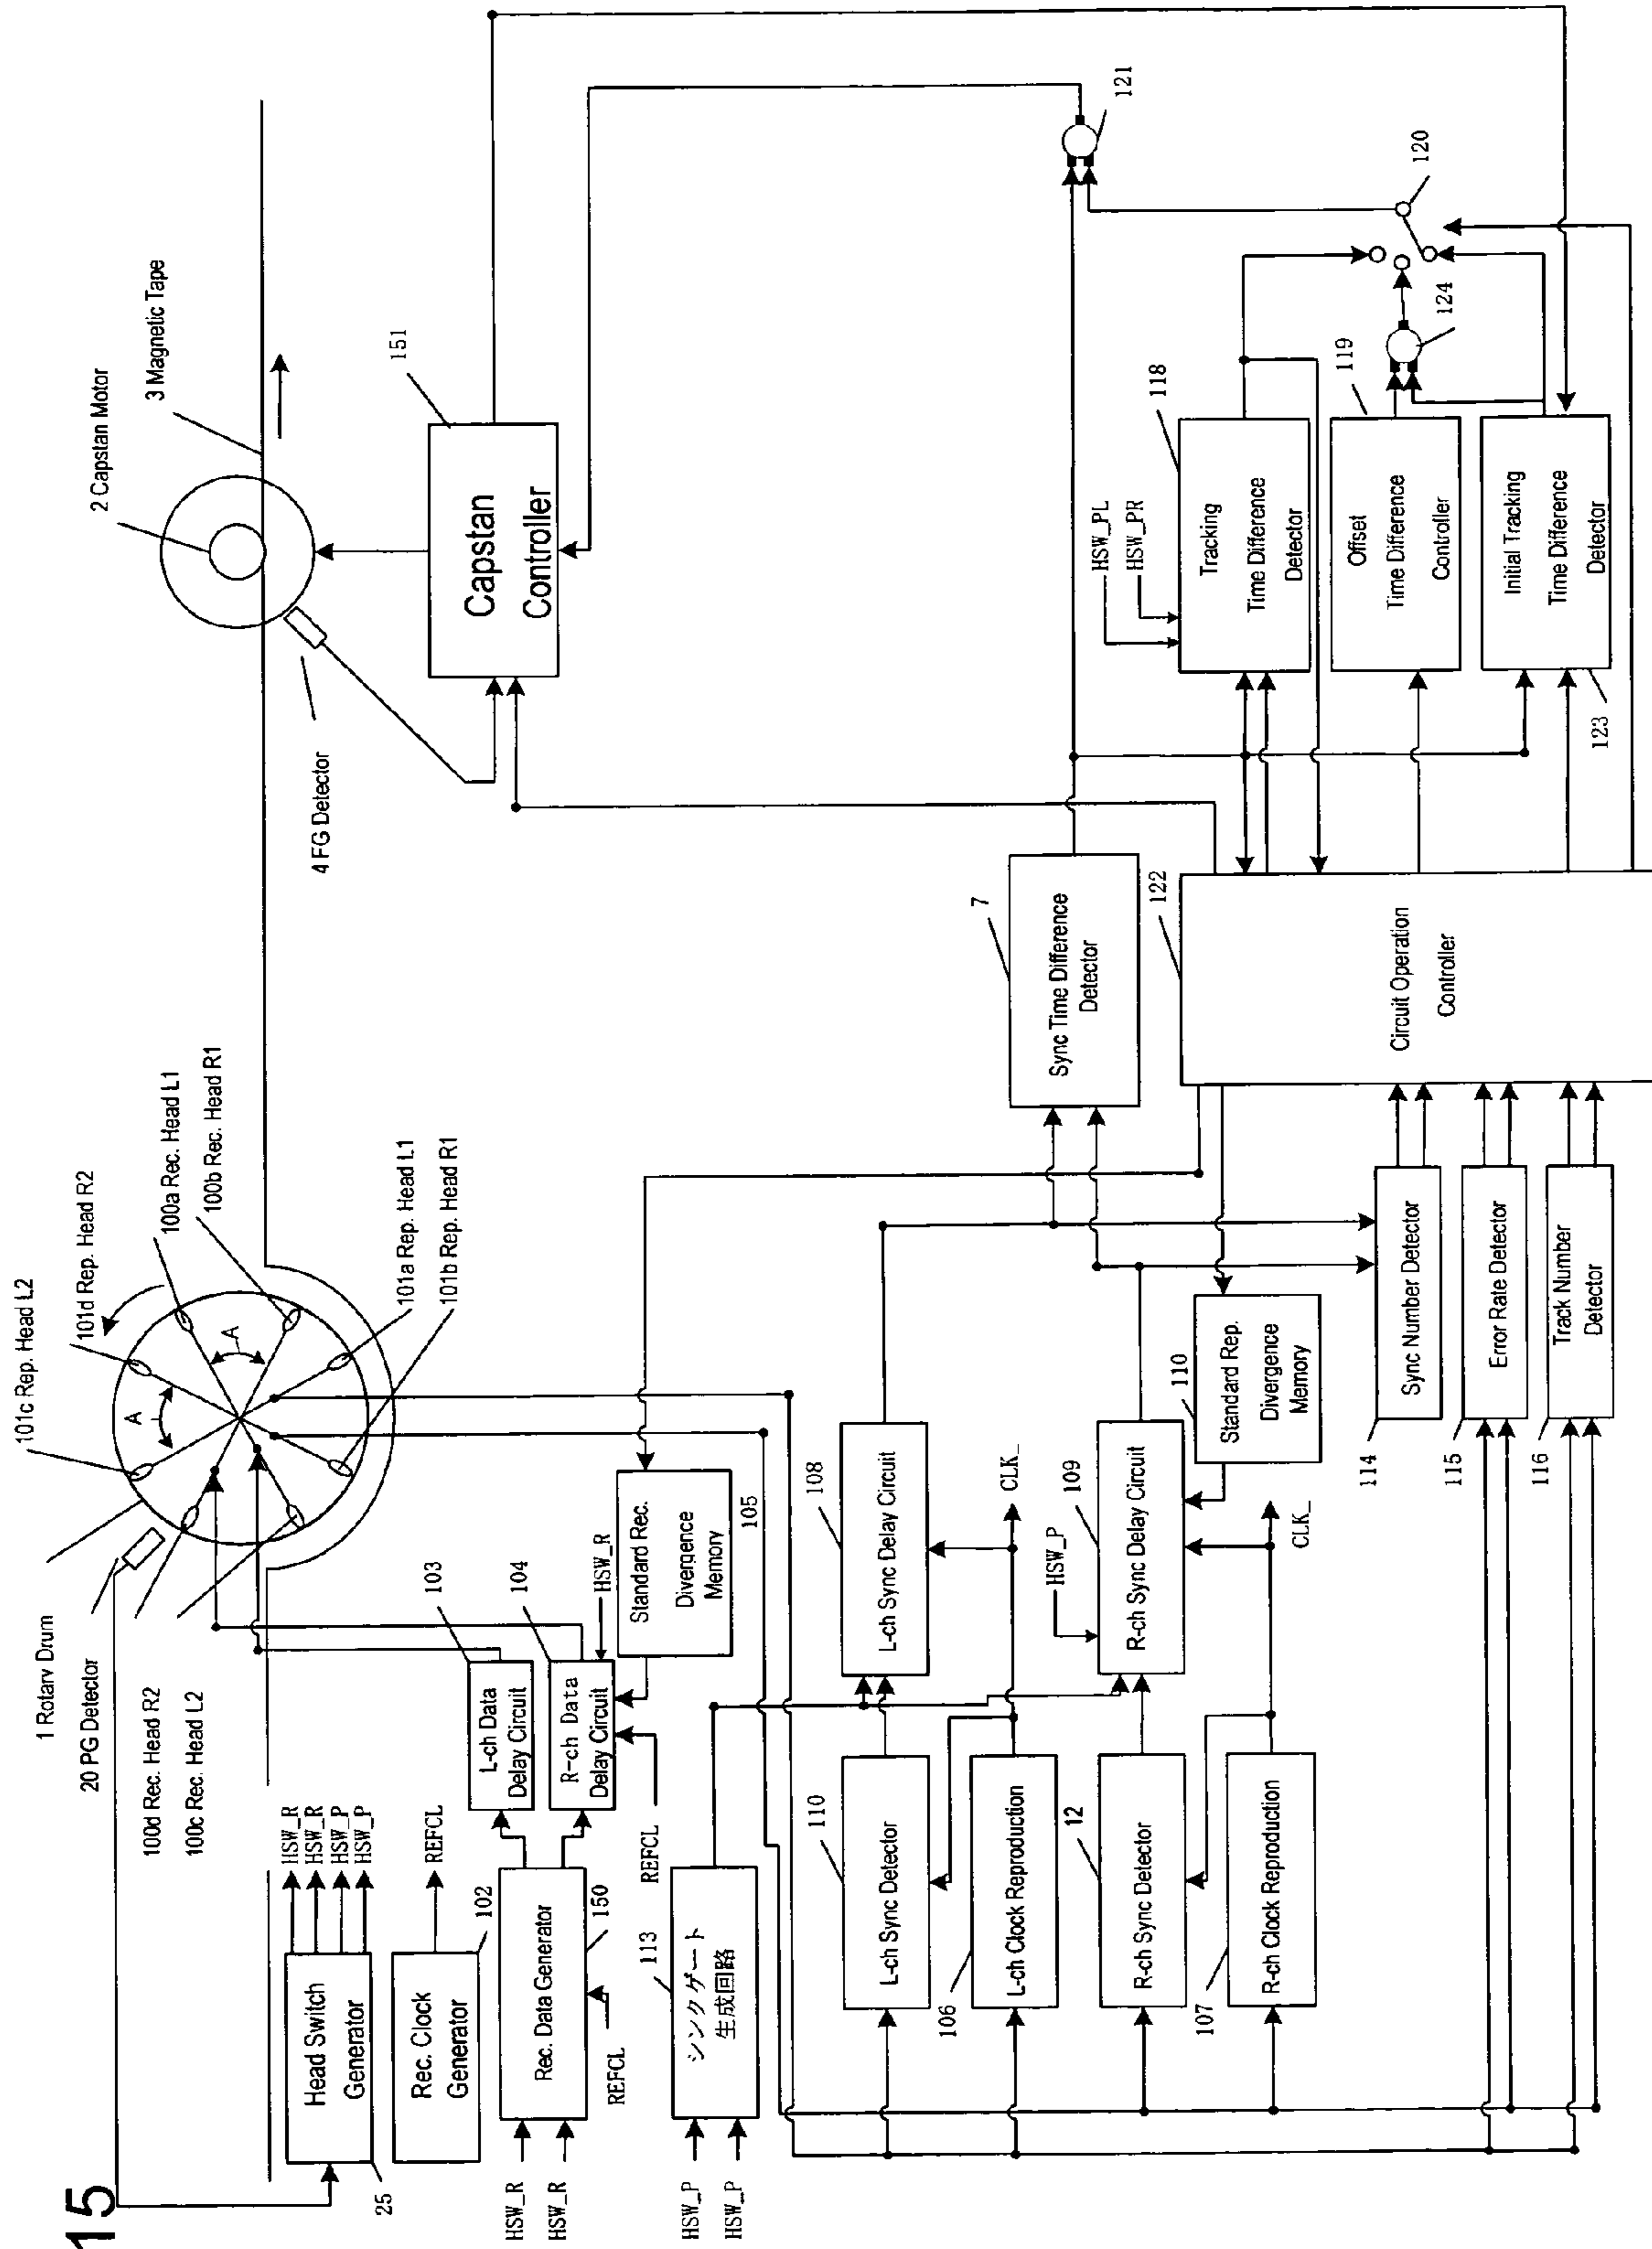 15
1 Rotary Drum
20 PG Detector
100d Rec. Head R2
100c Rec. Head L2
101c Rep. Head L2
101d Rep. Head R2
100a Rec. Head L1
100b Rec. Head R1
101a Rep. Head L1
101b Rep. Head R1
A
A
2 Capstan Motor
3 Magnetic Tape
4 FG Detector
151
Capstan
Controller
Head Switch
Generator
25
HSW_R
HSW_R
HSW_P
HSW_P
Rec. Clock
Generator
102
REFCL
HSW_R
HSW_R
Rec. Data Generator
150
REFCL
L-ch Data
Delay Circuit
103
R-ch Data
Delay Circuit
104
HSW_R
REFCL
Standard Rec.
Divergence
Memory
105
HSW_P
HSW_P
シンクゲート
生成回路
113
L-ch Sync Detector
110
L-ch Clock Reproduction
106
R-ch Sync Detector
12
R-ch Clock Reproduction
107
L-ch Sync Delay Circuit
108
CLK_
HSW_P
R-ch Sync Delay Circuit
109
CLK_
Standard Rep.
Divergence
Memory
110
Sync Time Difference
Detector
7
Sync Number Detector
114
Error Rate Detector
115
Track Number
Detector
116
Circuit Operation
Controller
122
HSW_PL
HSW_PR
Tracking
Time Difference
Detector
118
Offset
Time Difference
Controller
119
Initial Tracking
Time Difference
Detector
123
124
120
121